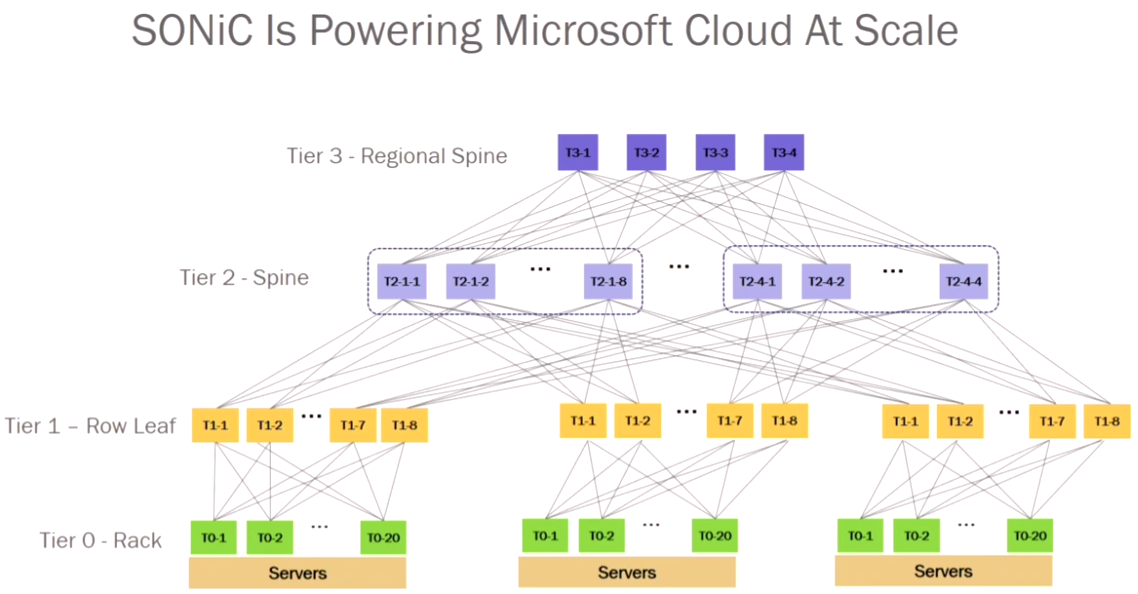 SONiC Is Powering Microsoft Cloud At Scale
Tier 3 - Regional Spine T3-1 T3-2 T3-3 T3-4
Tier 2 - Spine T2-1-1 T2-1-2 ... T2-1-8 ... T2-4-1 T2-4-2 ... T2-4-4
Tier 1 – Row Leaf T1-1 T1-2 ... T1-7 T1-8 T1-1 T1-2 ... T1-7 T1-8 T1-1 T1-2 ... T1-7 T1-8
Tier 0 - Rack T0-1 T0-2 ... T0-20 T0-1 T0-2 ... T0-20 T0-1 T0-2 ... T0-20
Servers Servers Servers